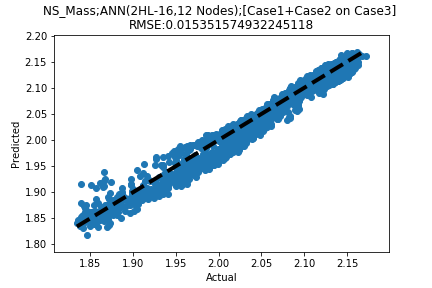 NS_Mass;ANN(2HL-16,12 Nodes);[Case1+Case2 on Case3]
RMSE:0.015351574932245118
2.20
2.15
2.10
2.05
2.00
1.95
1.90
1.85
1.80
Predicted
1.85 1.90 1.95 2.00 2.05 2.10 2.15
Actual